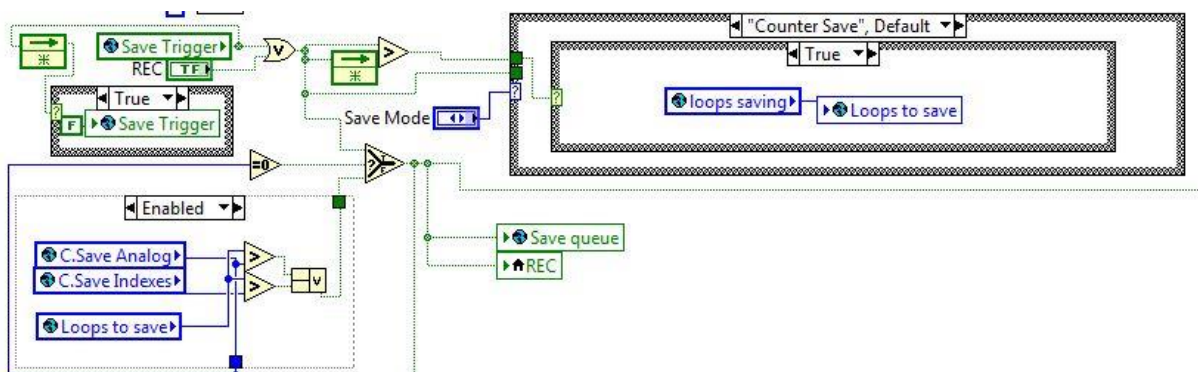 "Counter Save", Default
Save Trigger
REC
TF
True
True
F
Save Trigger
loops saving
Loops to save
Save Mode
=0
?
T
F
Enabled
C.Save Analog
C.Save Indexes
Loops to save
Save queue
REC